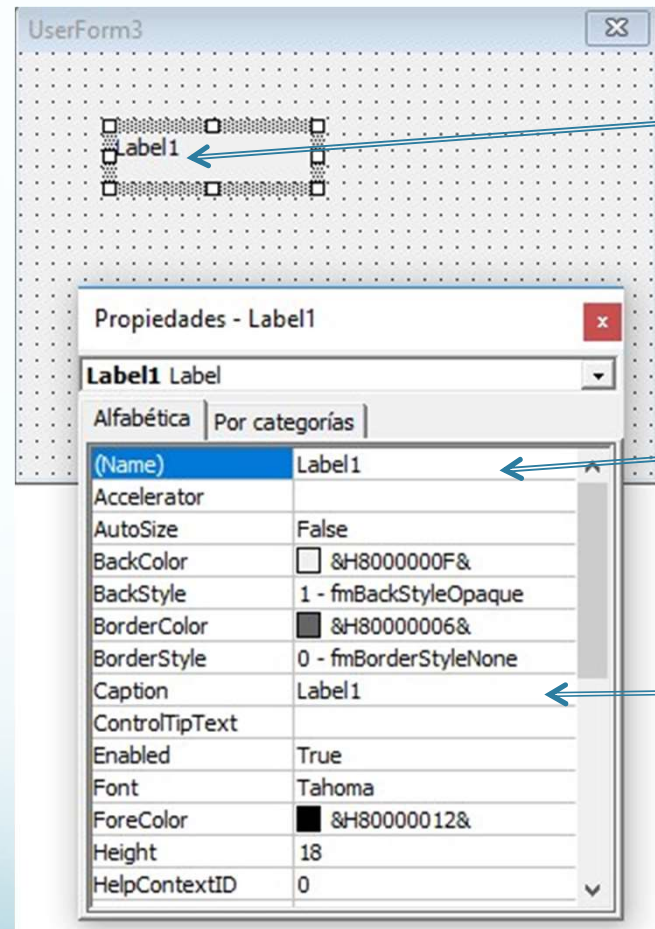 UserForm3
Label1
Propiedades - Label1
Label1 Label
Alfabética Por categorías
(Name) Label1
Accelerator
AutoSize False
BackColor &H8000000F&
BackStyle 1 - fmBackStyleOpaque
BorderColor &H80000006&
BorderStyle 0 - fmBorderStyleNone
Caption Label1
ControlTipText
Enabled True
Font Tahoma
ForeColor &H80000012&
Height 18
HelpContextID 0